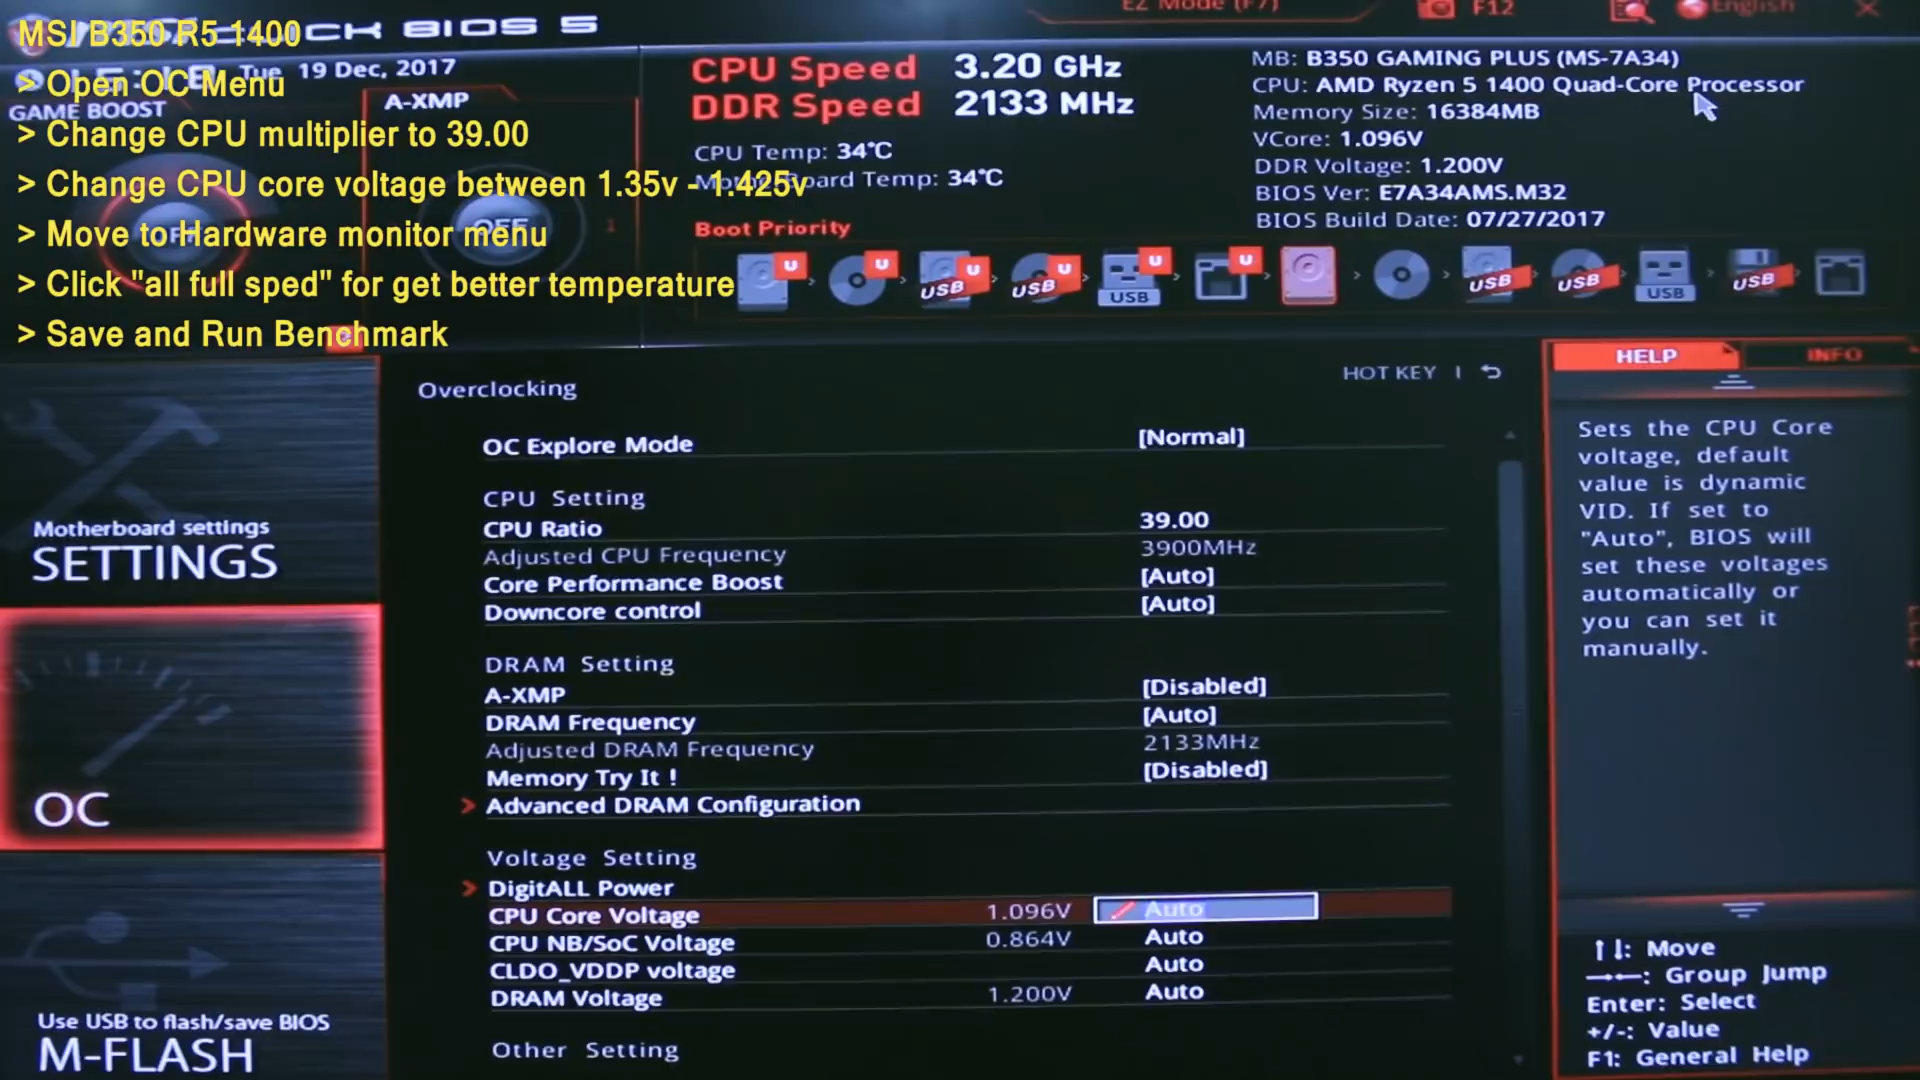 MSI B350 R5 1400
CK BIOS 5
EZ Mode (F7)
F12
English
> Open OC Menu
Tue 19 Dec, 2017
GAME BOOST
A-XMP
> Change CPU multiplier to 39.00
> Change CPU core voltage between 1.35v - 1.425v
> Move to Hardware monitor menu
> Click "all full sped" for get better temperature
> Save and Run Benchmark
OFF
CPU Speed 3.20 GHz
DDR Speed 2133 MHz
CPU Temp: 34°C
MotherBoard Temp: 34°C
MB: B350 GAMING PLUS (MS-7A34)
CPU: AMD Ryzen 5 1400 Quad-Core Processor
Memory Size: 16384MB
VCore: 1.096V
DDR Voltage: 1.200V
BIOS Ver: E7A34AMS.M32
BIOS Build Date: 07/27/2017
Boot Priority
U U U U U U
USB USB USB USB USB USB USB
Motherboard settings
SETTINGS
OC
Use USB to flash/save BIOS
M-FLASH
Overclocking
HOT KEY
OC Explore Mode [Normal]
CPU Setting
CPU Ratio 39.00
Adjusted CPU Frequency 3900MHz
Core Performance Boost [Auto]
Downcore control [Auto]
DRAM Setting
A-XMP [Disabled]
DRAM Frequency [Auto]
Adjusted DRAM Frequency 2133MHz
Memory Try It ! [Disabled]
> Advanced DRAM Configuration
Voltage Setting
> DigitALL Power
CPU Core Voltage 1.096V Auto
CPU NB/SoC Voltage 0.864V Auto
CLDO_VDDP voltage Auto
DRAM Voltage 1.200V Auto
Other Setting
HELP
INFO
Sets the CPU Core
voltage, default
value is dynamic
VID. If set to
"Auto", BIOS will
set these voltages
automatically or
you can set it
manually.
↑↓: Move
→←: Group Jump
Enter: Select
+/-: Value
F1: General Help